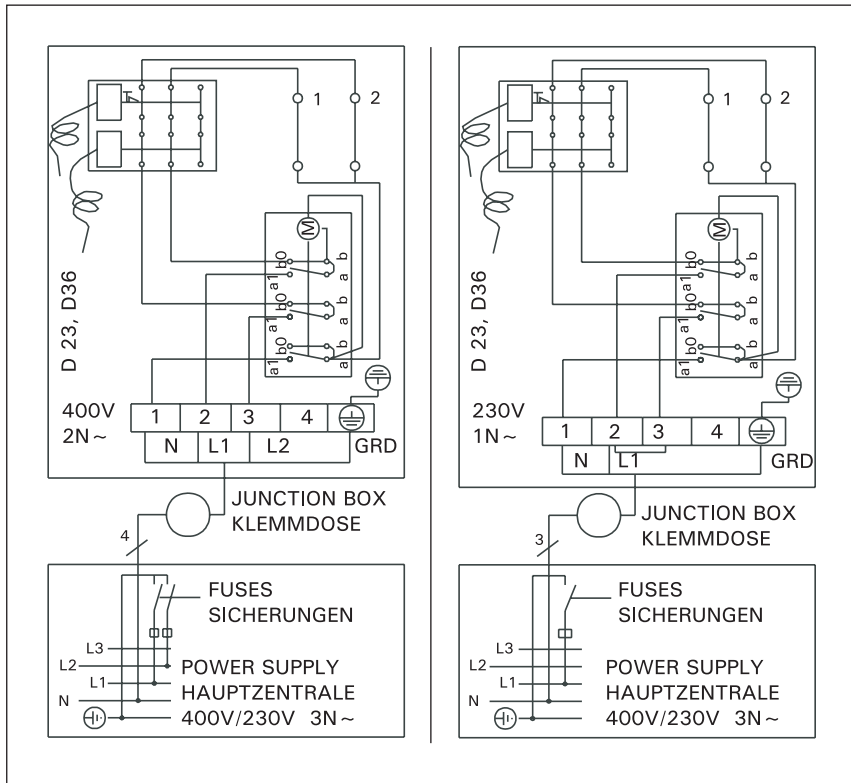 1 2
M
b0 b
a1 a
b0 b
a1 a
b0 b
a1 a
D 23, D36
400V
2N~
1 2 3 4
N L1 L2 GRD
JUNCTION BOX
KLEMMDOSE
4
FUSES
SICHERUNGEN
L3
L2
L1
N
POWER SUPPLY
HAUPTZENTRALE
400V/230V 3N~
1 2
M
b0 b
a1 a
b0 b
a1 a
b0 b
a1 a
D 23, D36
230V
1N~
1 2 3 4
N L1 GRD
JUNCTION BOX
KLEMMDOSE
3
FUSES
SICHERUNGEN
L3
L2
L1
N
POWER SUPPLY
HAUPTZENTRALE
400V/230V 3N~